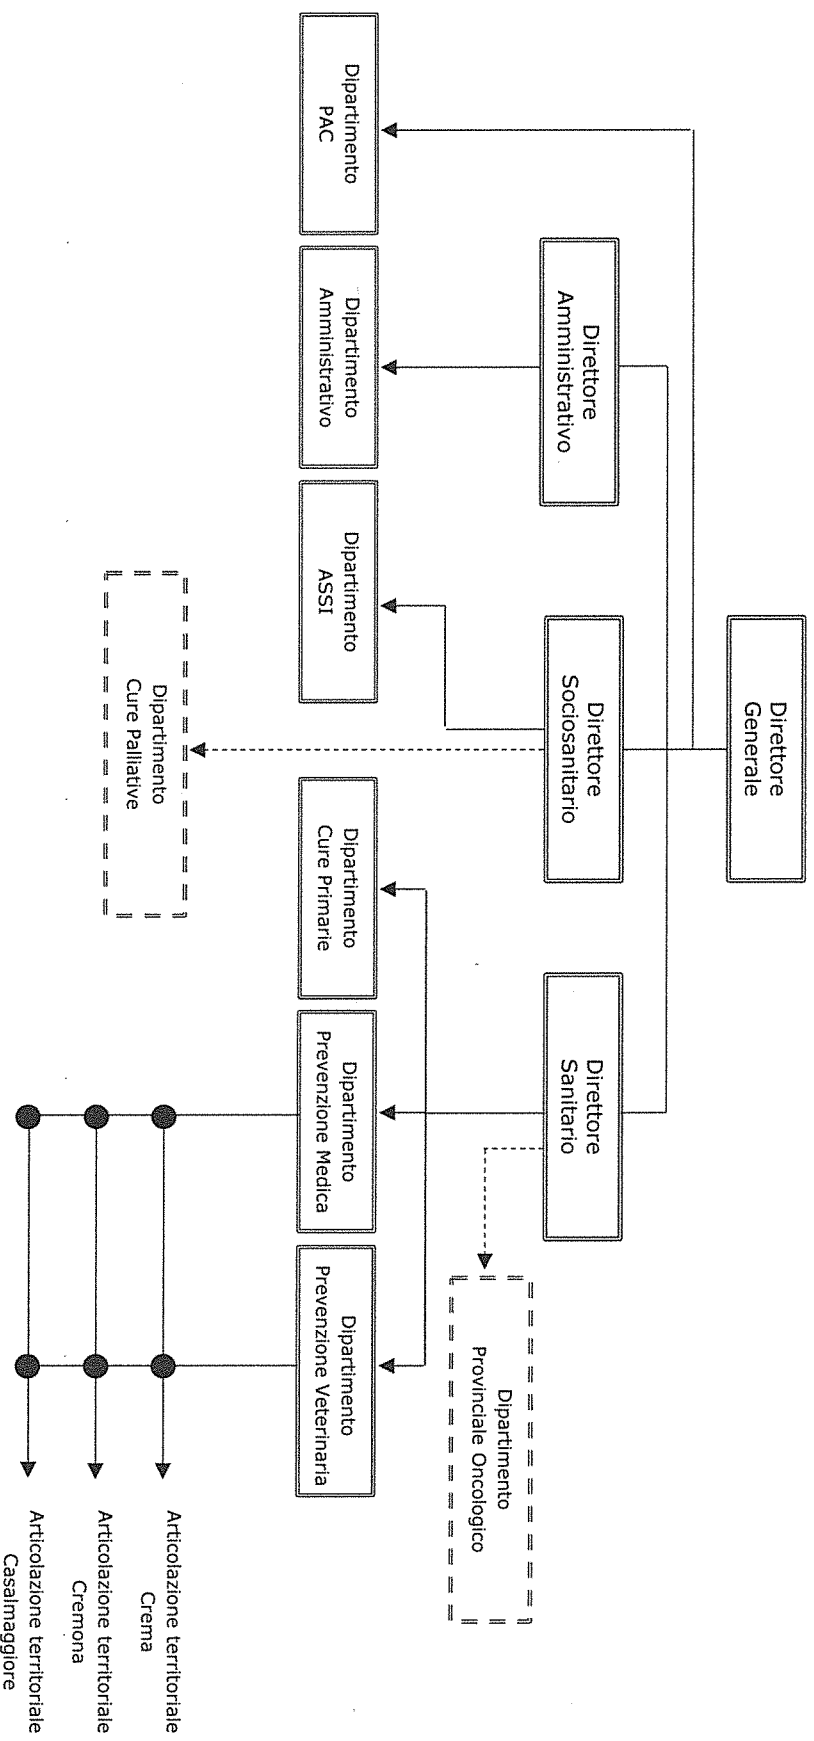 Direttore
Generale
Direttore
Amministrativo
Direttore
Sociosanitario
Direttore
Sanitario
Dipartimento
Provinciale Oncologico
Dipartimento
PAC
Dipartimento
Amministrativo
Dipartimento
ASSI
Dipartimento
Cure Primarie
Dipartimento
Prevenzione Medica
Dipartimento
Prevenzione Veterinaria
Dipartimento
Cure Palliative
Articolazione territoriale
Crema
Articolazione territoriale
Cremona
Articolazione territoriale
Casalmaggiore